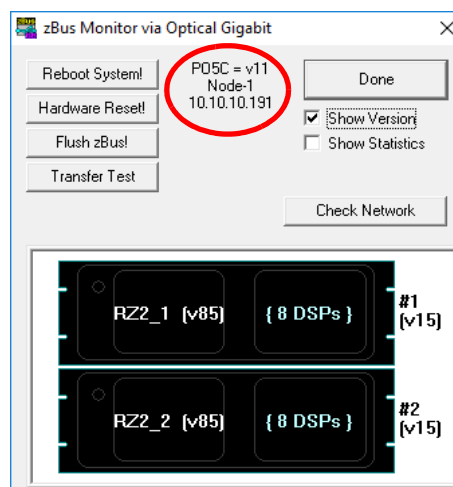 zBus Monitor via Optical Gigabit
Reboot System!
PO5C = v11
Node-1
10.10.10.191
Done
Hardware Reset!
Show Version
Flush zBus!
Show Statistics
Transfer Test
Check Network
RZ2_1 (v85)
{ 8 DSPs }
#1
(v15)
RZ2_2 (v85)
{ 8 DSPs }
#2
(v15)